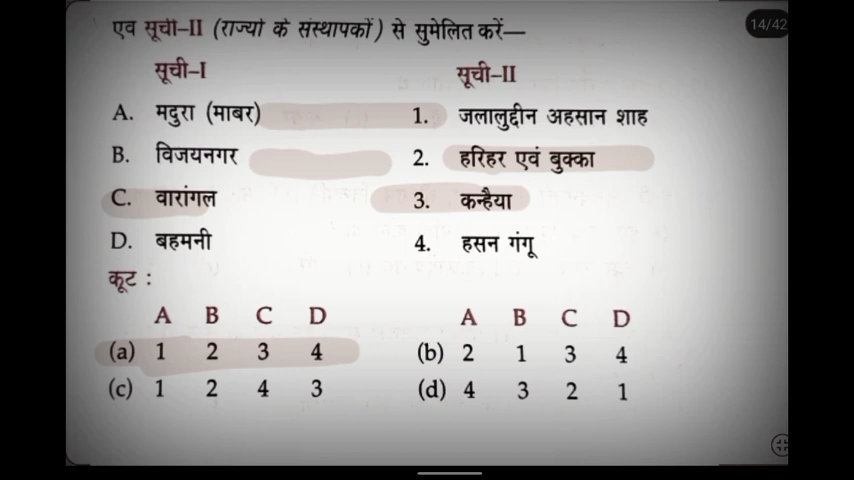 14/42
एव सूची–II (राज्यों के संस्थापकों) से सुमेलित करें—
सूची–I सूची–II
A. मदुरा (माबर) 1. जलालुद्दीन अहसान शाह
B. विजयनगर 2. हरिहर एवं बुक्का
C. वारांगल 3. कन्हैया
D. बहमनी 4. हसन गंगू
कूट :
A B C D A B C D
(a) 1 2 3 4 (b) 2 1 3 4
(c) 1 2 4 3 (d) 4 3 2 1